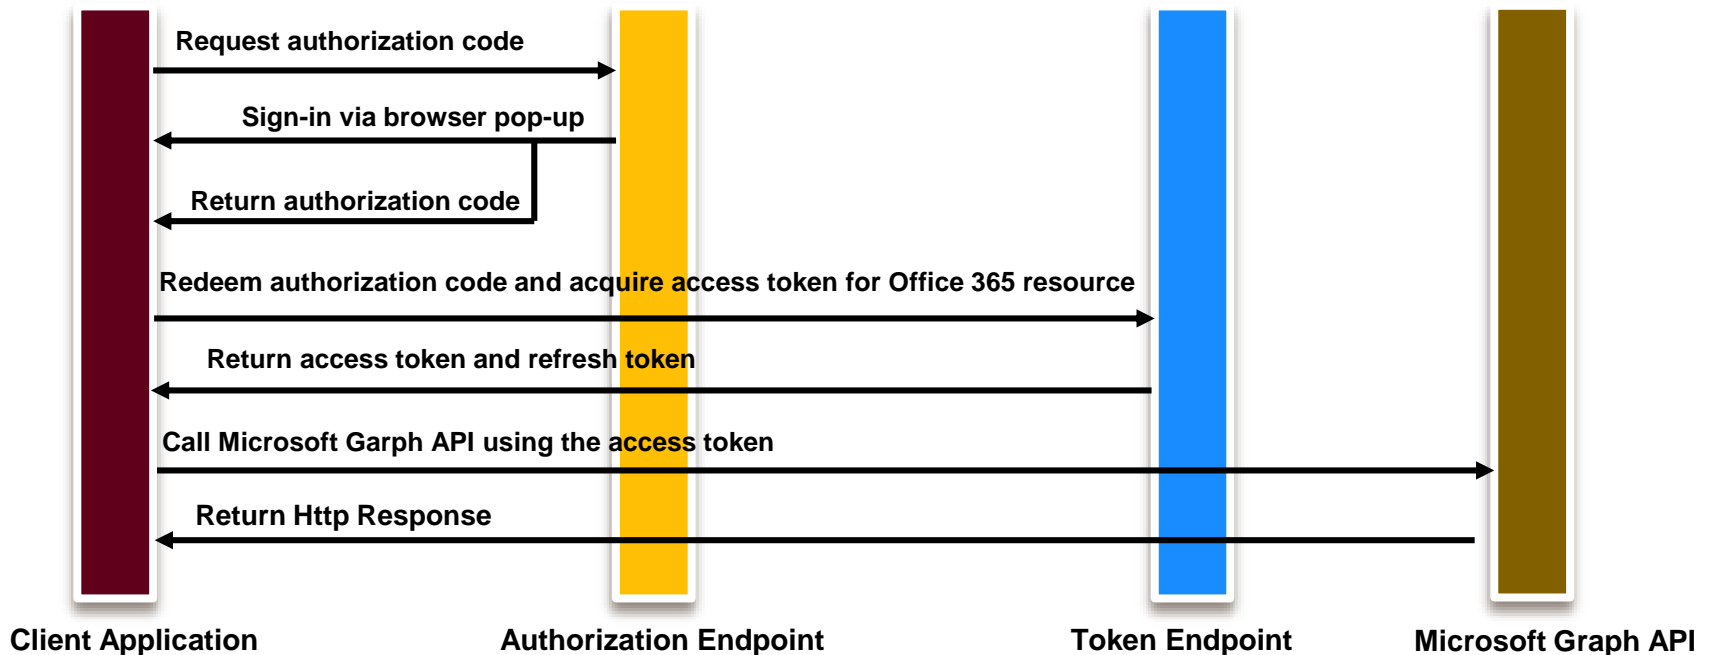 Request authorization code
Sign-in via browser pop-up
Return authorization code
Redeem authorization code and acquire access token for Office 365 resource
Return access token and refresh token
Call Microsoft Garph API using the access token
Return Http Response
Client Application
Authorization Endpoint
Token Endpoint
Microsoft Graph API